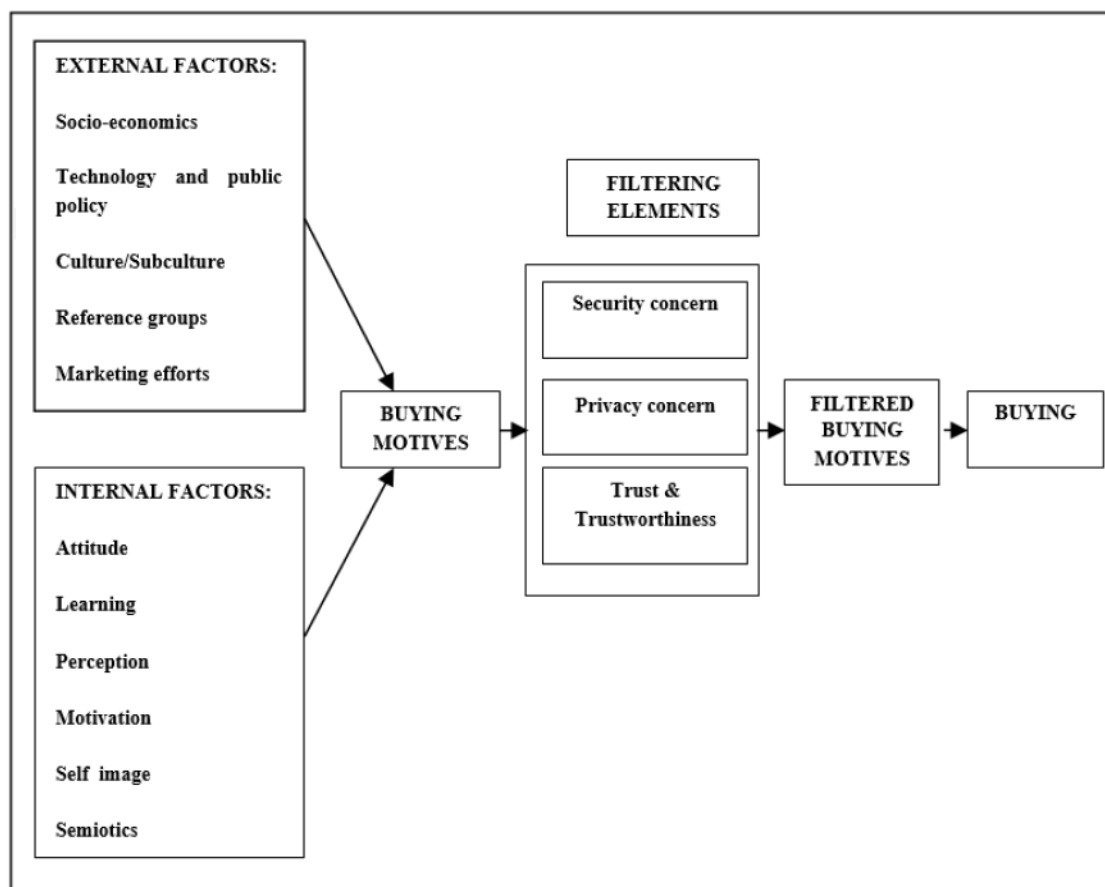 EXTERNAL FACTORS:
Socio-economics
Technology and public
policy
Culture/Subculture
Reference groups
Marketing efforts
INTERNAL FACTORS:
Attitude
Learning
Perception
Motivation
Self image
Semiotics
BUYING
MOTIVES
FILTERING
ELEMENTS
Security concern
Privacy concern
Trust &
Trustworthiness
FILTERED
BUYING
MOTIVES
BUYING